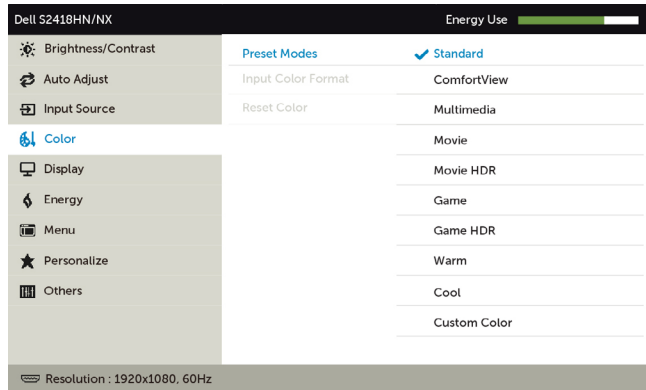 Dell S2418HN/NX
Energy Use
Brightness/Contrast
Auto Adjust
Input Source
Color
Display
Energy
Menu
Personalize
Others
Preset Modes
Input Color Format
Reset Color
Standard
ComfortView
Multimedia
Movie
Movie HDR
Game
Game HDR
Warm
Cool
Custom Color
Resolution : 1920x1080, 60Hz